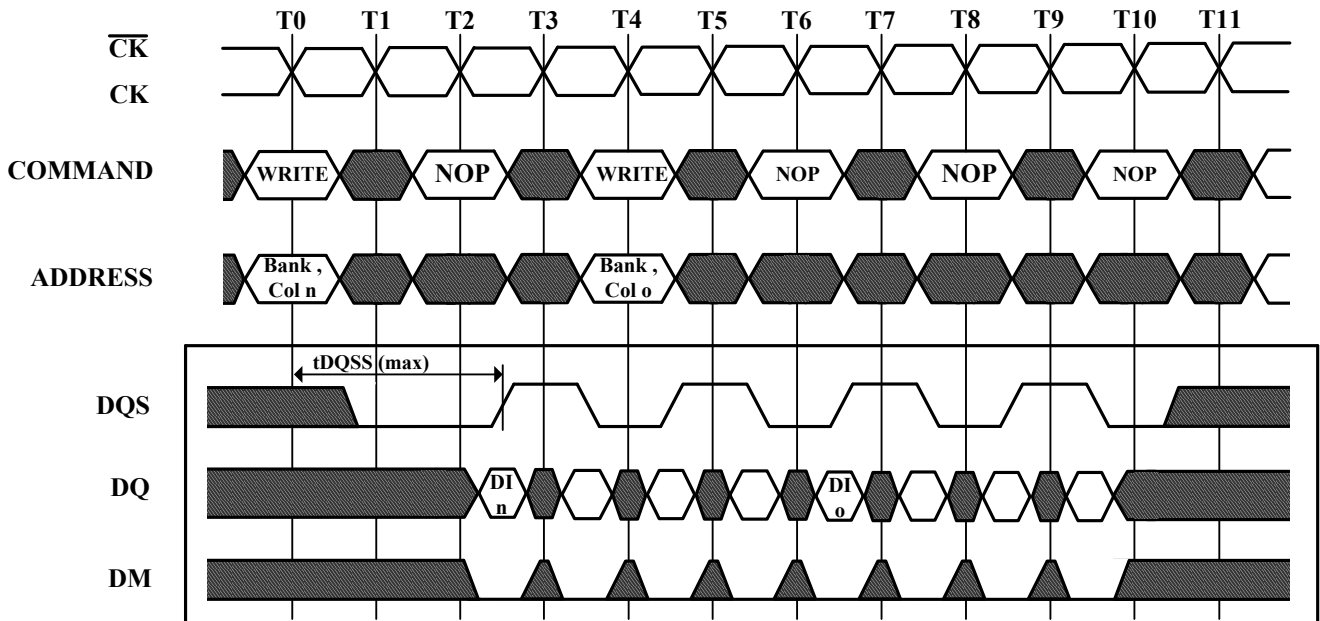 T0 T1 T2 T3 T4 T5 T6 T7 T8 T9 T10 T11
CK
CK
COMMAND
WRITE NOP WRITE NOP NOP NOP
ADDRESS
Bank , Bank ,
Col n Col o
tDQSS (max)
DQS
DQ
DI DI
n o
DM